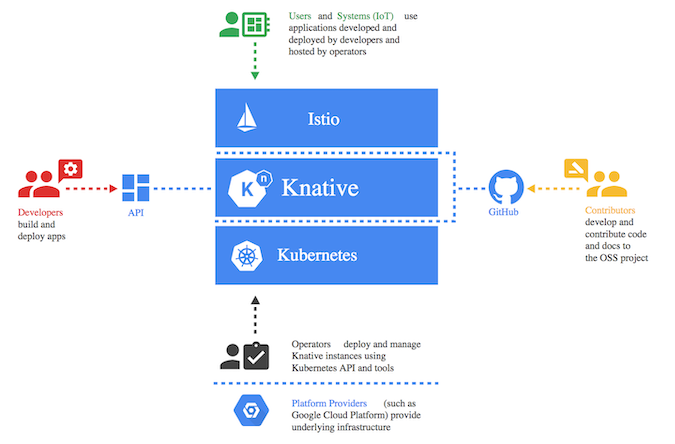 Users and Systems (IoT) use
applications developed and
deployed by developers and
hosted by operators
Istio
K
n
Knative
Kubernetes
Developers
build and
deploy apps
API
GitHub
Contributors
develop and
contribute code
and docs to
the OSS project
Operators deploy and manage
Knative instances using
Kubernetes API and tools
Platform Providers (such as
Google Cloud Platform) provide
underlying infrastructure